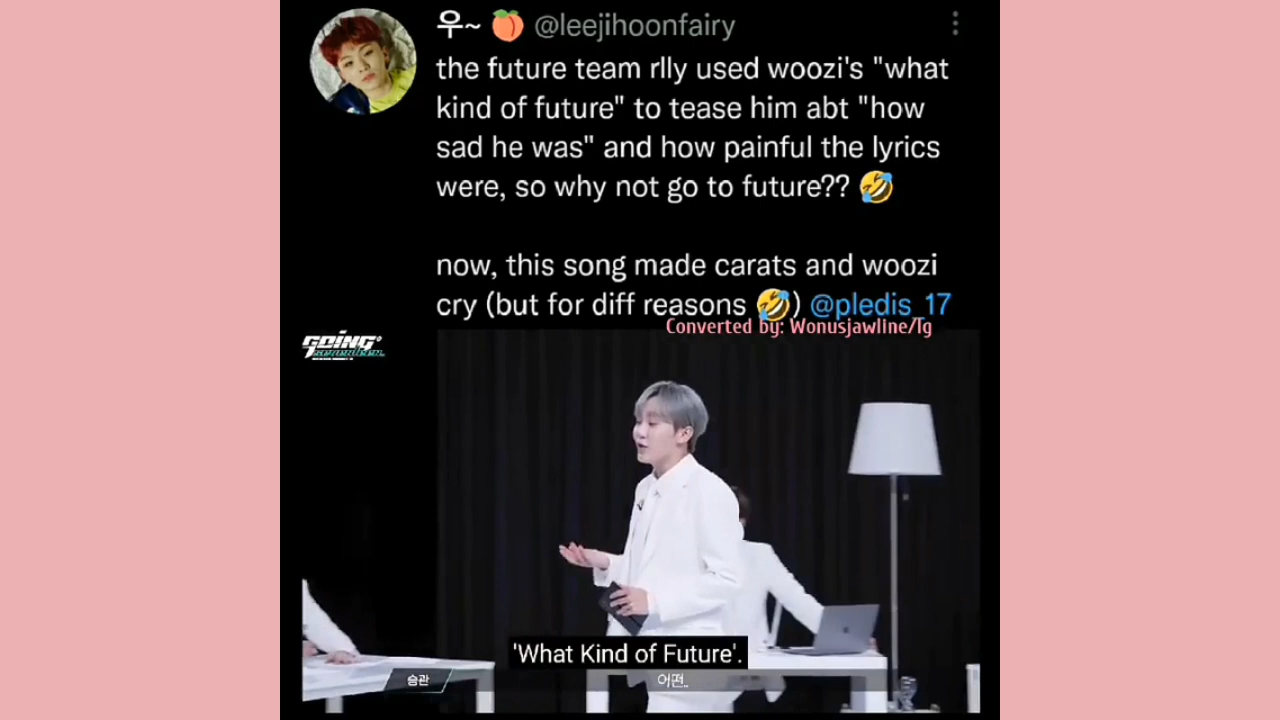 우~ 🍑 @leejihoonfairy
the future team rlly used woozi's "what
kind of future" to tease him abt "how
sad he was" and how painful the lyrics
were, so why not go to future?? 🤣
now, this song made carats and woozi
cry (but for diff reasons 🤣) @pledis_17
Converted by: Wonusjawline/Tg
GOING
SEVENTEEN
'What Kind of Future'.
승관
어떤..